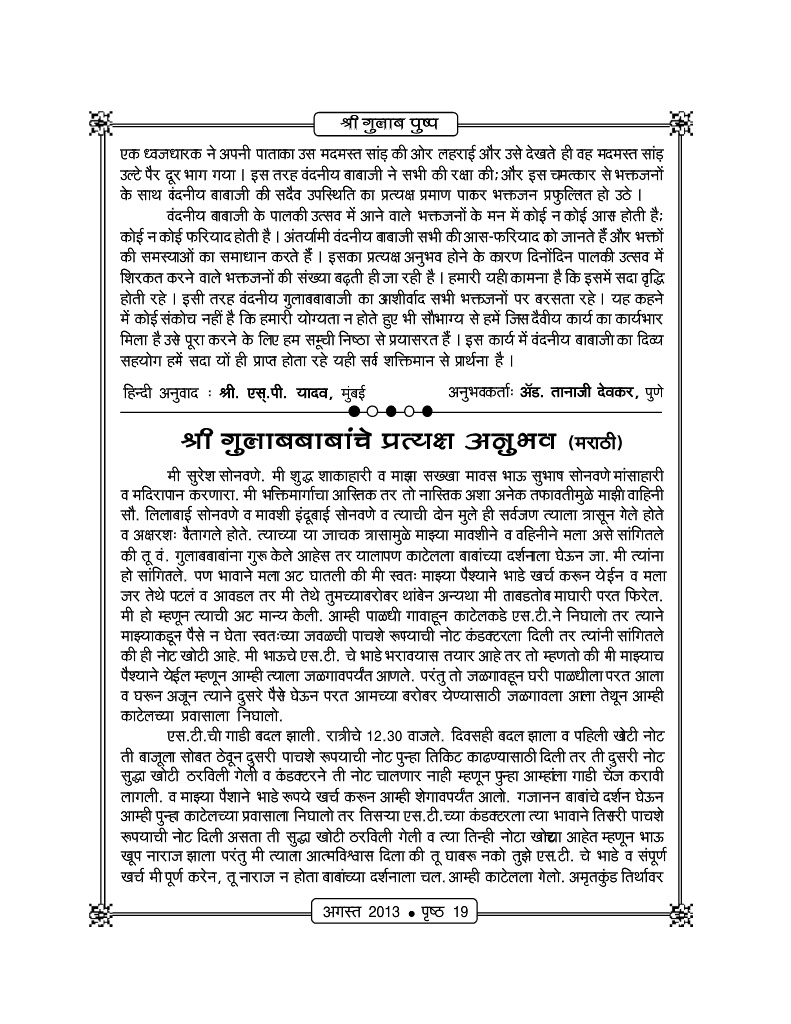 श्री गुलाब पुष्प
एक ध्वजधारक ने अपनी पाताका उस मदमस्त सांड़ की ओर लहराई और उसे देखते ही वह मदमस्त सांड़
उल्टे पैर दूर भाग गया । इस तरह वंदनीय बाबाजी ने सभी की रक्षा की; और इस चमत्कार से भक्तजनों
के साथ वंदनीय बाबाजी की सदैव उपस्थिति का प्रत्यक्ष प्रमाण पाकर भक्तजन प्रफुल्लित हो उठे ।
वंदनीय बाबाजी के पालकी उत्सव में आने वाले भक्तजनों के मन में कोई न कोई आस होती है;
कोई न कोई फरियाद होती है । अंतर्यामी वंदनीय बाबाजी सभी की आस-फरियाद को जानते हैं और भक्तों
की समस्याओं का समाधान करते हैं । इसका प्रत्यक्ष अनुभव होने के कारण दिनोंदिन पालकी उत्सव में
शिरकत करने वाले भक्तजनों की संख्या बढ़ती ही जा रही है । हमारी यही कामना है कि इसमें सदा वृद्धि
होती रहे । इसी तरह वंदनीय गुलाबबाबाजी का आशीर्वाद सभी भक्तजनों पर बरसता रहे । यह कहने
में कोई संकोच नहीं है कि हमारी योग्यता न होते हुए भी सौभाग्य से हमें जिस दैवीय कार्य का कार्यभार
मिला है उसे पूरा करने के लिए हम समूची निष्ठा से प्रयासरत हैं । इस कार्य में वंदनीय बाबाजी का दिव्य
सहयोग हमें सदा यों ही प्राप्त होता रहे यही सर्व शक्तिमान से प्रार्थना है ।
हिन्दी अनुवाद : श्री. एस्.पी. यादव, मुंबई अनुभवकर्ताः ॲड. तानाजी देवकर, पुणे
श्री गुलाबबाबांचे प्रत्यक्ष अनुभव (मराठी)
मी सुरेश सोनवणे. मी शुद्ध शाकाहारी व माझा सख्खा मावस भाऊ सुभाष सोनवणे मांसाहारी
व मदिरापान करणारा. मी भक्तिमार्गाचा आस्तिक तर तो नास्तिक अशा अनेक तफावतीमुळे माझी वाहिनी
सौ. लिलाबाई सोनवणे व मावशी इंदूबाई सोनवणे व त्याची दोन मुले ही सर्वजण त्याला त्रासून गेले होते
व अक्षरशः वैतागले होते. त्याच्या या जाचक त्रासामुळे माझ्या मावशीने व वहिनीने मला असे सांगितले
की तू वं. गुलाबबाबांना गुरू केले आहेस तर यालापण काटेलला बाबांच्या दर्शनाला घेऊन जा. मी त्यांना
हो सांगितले. पण भावाने मला अट घातली की मी स्वतः माझ्या पैश्याने भाडे खर्च करून येईन व मला
जर तेथे पटलं व आवडल तर मी तेथे तुमच्याबरोबर थांबेन अन्यथा मी ताबडतोब माघारी परत फिरेल.
मी हो म्हणून त्याची अट मान्य केली. आम्ही पाळधी गावाहून काटेलकडे एस.टी.ने निघालो तर त्याने
माझ्याकडून पैसे न घेता स्वतःच्या जवळची पाचशे रूपयाची नोट कंडक्टरला दिली तर त्यांनी सांगितले
की ही नोट खोटी आहे. मी भाऊचे एस.टी. चे भाडे भरावयास तयार आहे तर तो म्हणतो की मी माझ्याच
पैश्याने येईल म्हणून आम्ही त्याला जळगावपर्यंत आणले. परंतु तो जळगावहून घरी पाळधीला परत आला
व घरून अजून त्याने दुसरे पैसे घेऊन परत आमच्या बरोबर येण्यासाठी जळगावला आला तेथून आम्ही
काटेलच्या प्रवासाला निघालो.
एस.टी.ची गाडी बदल झाली. रात्रीचे 12.30 वाजले. दिवसही बदल झाला व पहिली खोटी नोट
ती बाजूला सोबत ठेवून दुसरी पाचशे रूपयाची नोट पुन्हा तिकिट काढण्यासाठी दिली तर ती दुसरी नोट
सुद्धा खोटी ठरविली गेली व कंडक्टरने ती नोट चालणार नाही म्हणून पुन्हा आम्हांला गाडी चेंज करावी
लागली. व माझ्या पैशाने भाडे रूपये खर्च करून आम्ही शेगावपर्यंत आलो. गजानन बाबांचे दर्शन घेऊन
आम्ही पुन्हा काटेलच्या प्रवासाला निघालो तर तिसऱ्या एस.टी.च्या कंडक्टरला त्या भावाने तिसरी पाचशे
रूपयाची नोट दिली असता ती सुद्धा खोटी ठरविली गेली व त्या तिन्ही नोटा खोट्या आहेत म्हणून भाऊ
खूप नाराज झाला परंतु मी त्याला आत्मविश्वास दिला की तू घाबरू नको तुझे एस.टी. चे भाडे व संपूर्ण
खर्च मी पूर्ण करेन, तू नाराज न होता बाबांच्या दर्शनाला चल. आम्ही काटेलला गेलो. अमृतकुंड तिर्थावर
अगस्त 2013 ● पृष्ठ 19